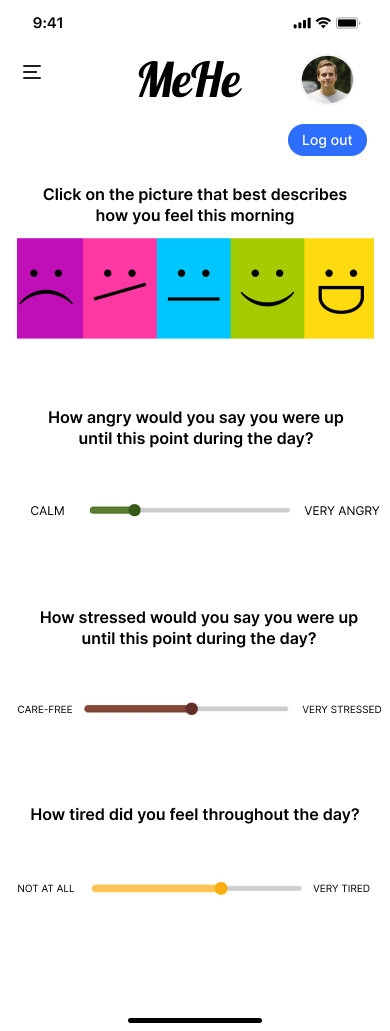 9:41
MeHe
Log out
Click on the picture that best describes
how you feel this morning
How angry would you say you were up
until this point during the day?
CALM
VERY ANGRY
How stressed would you say you were up
until this point during the day?
CARE-FREE
VERY STRESSED
How tired did you feel throughout the day?
NOT AT ALL
VERY TIRED